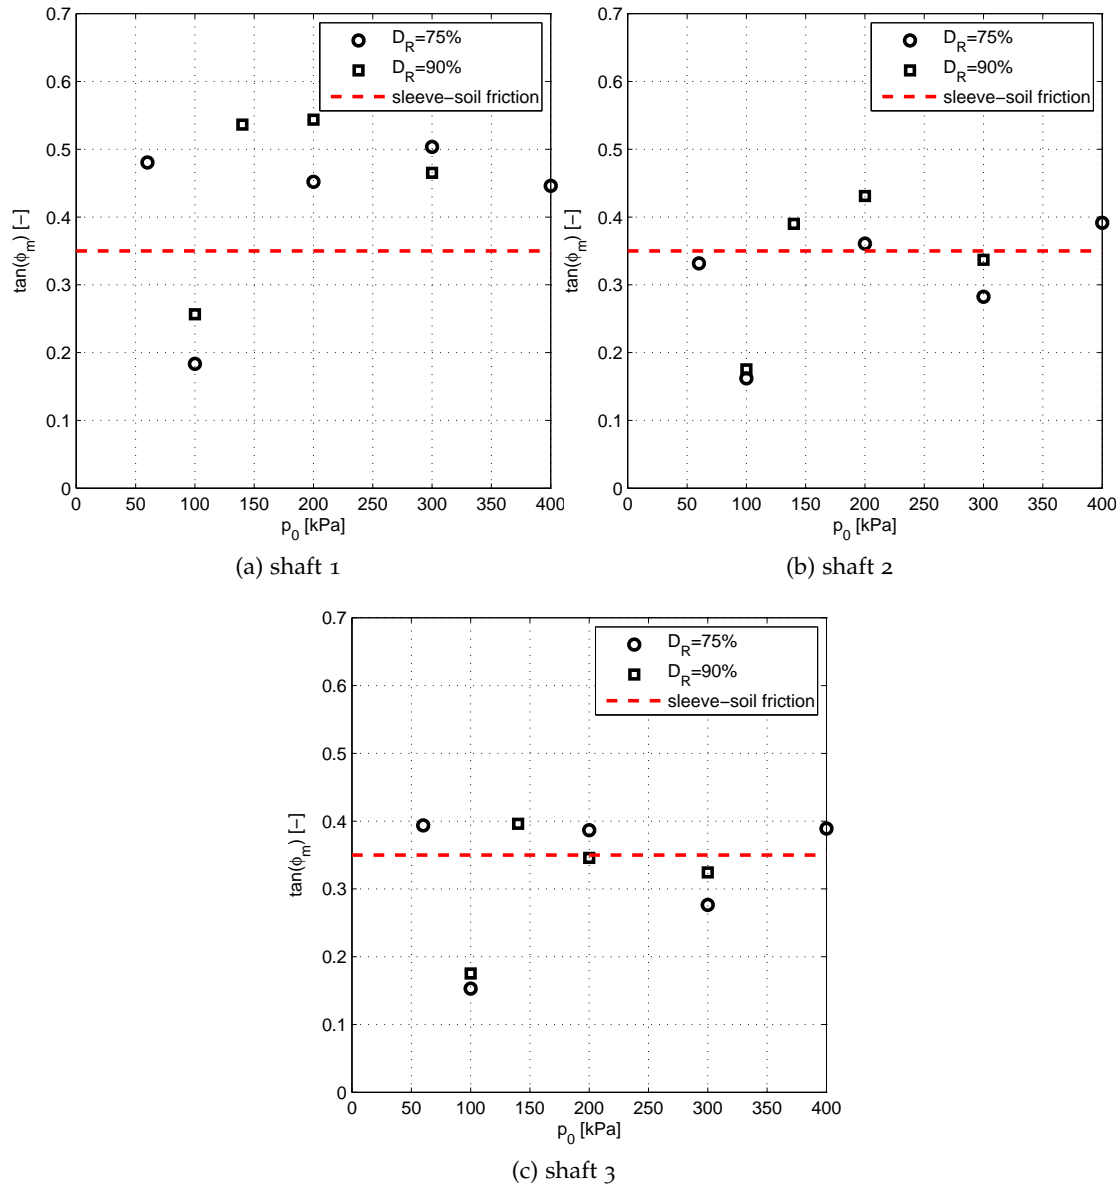 0.7
0.6
0.5
0.4
0.3
0.2
0.1
0
tan(ϕ_m) [−]
D_R=75%
D_R=90%
sleeve−soil friction
0 50 100 150 200 250 300 350 400
p_0 [kPa]
(a) shaft 1
0.7
0.6
0.5
0.4
0.3
0.2
0.1
0
tan(ϕ_m) [−]
D_R=75%
D_R=90%
sleeve−soil friction
0 50 100 150 200 250 300 350 400
p_0 [kPa]
(b) shaft 2
0.7
0.6
0.5
0.4
0.3
0.2
0.1
0
tan(ϕ_m) [−]
D_R=75%
D_R=90%
sleeve−soil friction
0 50 100 150 200 250 300 350 400
p_0 [kPa]
(c) shaft 3